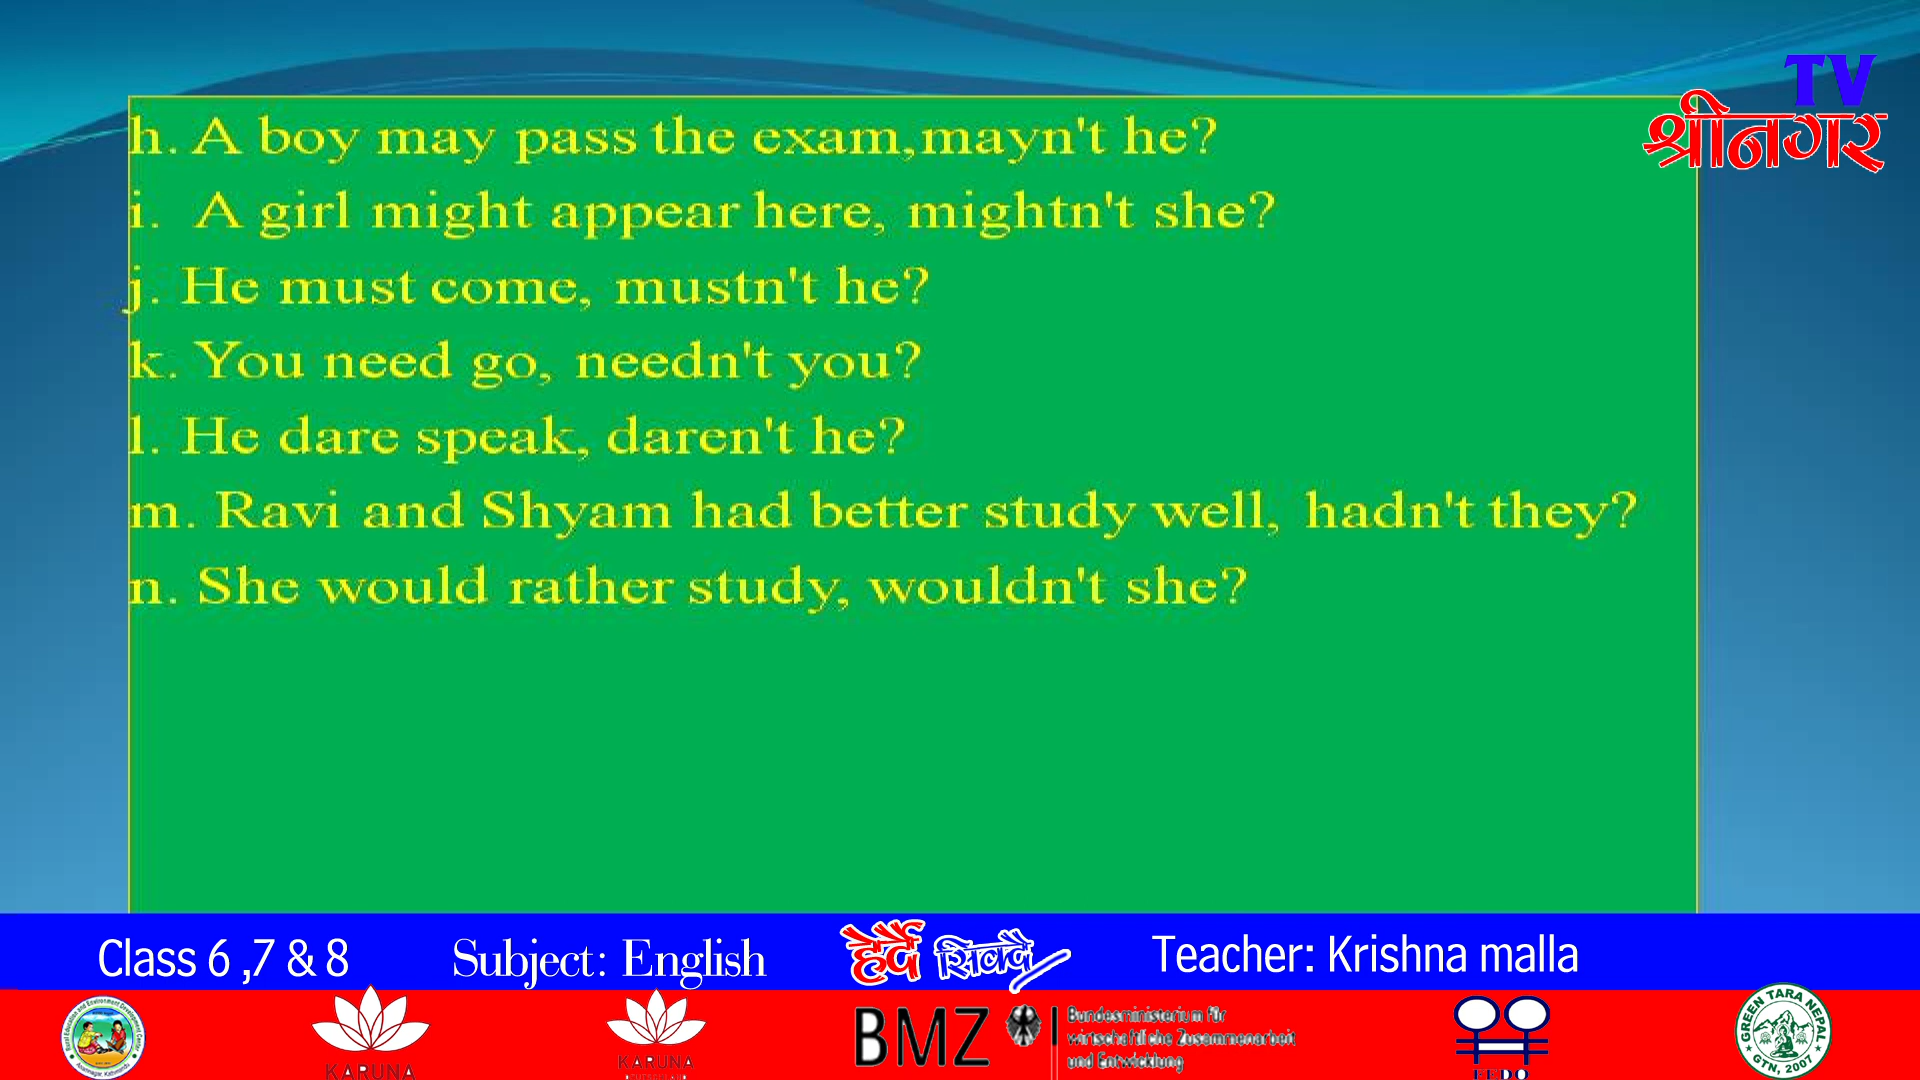 TV
श्रीनगर
h. A boy may pass the exam,mayn't he?
i. A girl might appear here, mightn't she?
j. He must come, mustn't he?
k. You need go, needn't you?
l. He dare speak, daren't he?
m. Ravi and Shyam had better study well, hadn't they?
n. She would rather study, wouldn't she?
Class 6 ,7 & 8
Subject: English
हेर्दै सिक्दै
Teacher: Krishna malla
KARUNA
KARUNA
BMZ
Bundesministerium für
wirtschaftliche Zusammenarbeit
und Entwicklung
FEDO
GREEN TARA NEPAL
GTN, 2007